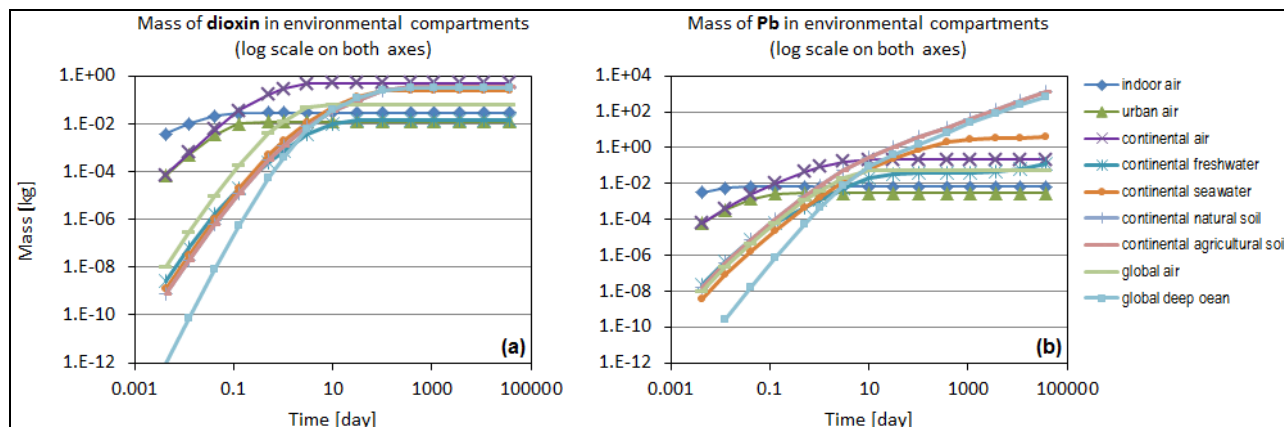 Mass of dioxin in environmental compartments
(log scale on both axes)
Mass [kg]
1.E+00
1.E-02
1.E-04
1.E-06
1.E-08
1.E-10
1.E-12
0.001 0.1 10 1000 100000
Time [day]
(a)
Mass of Pb in environmental compartments
(log scale on both axes)
1.E+04
1.E+02
1.E+00
1.E-02
1.E-04
1.E-06
1.E-08
1.E-10
1.E-12
0.001 0.1 10 1000 100000
Time [day]
(b)
indoor air
urban air
continental air
continental freshwater
continental seawater
continental natural soil
continental agricultural soil
global air
global deep ocean